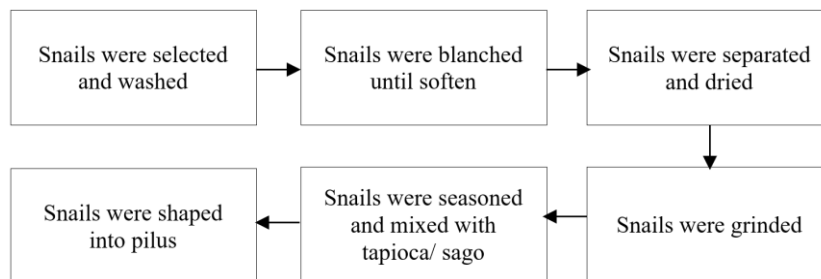 Snails were selected
and washed
Snails were blanched
until soften
Snails were separated
and dried
Snails were grinded
Snails were seasoned
and mixed with
tapioca/ sago
Snails were shaped
into pilus